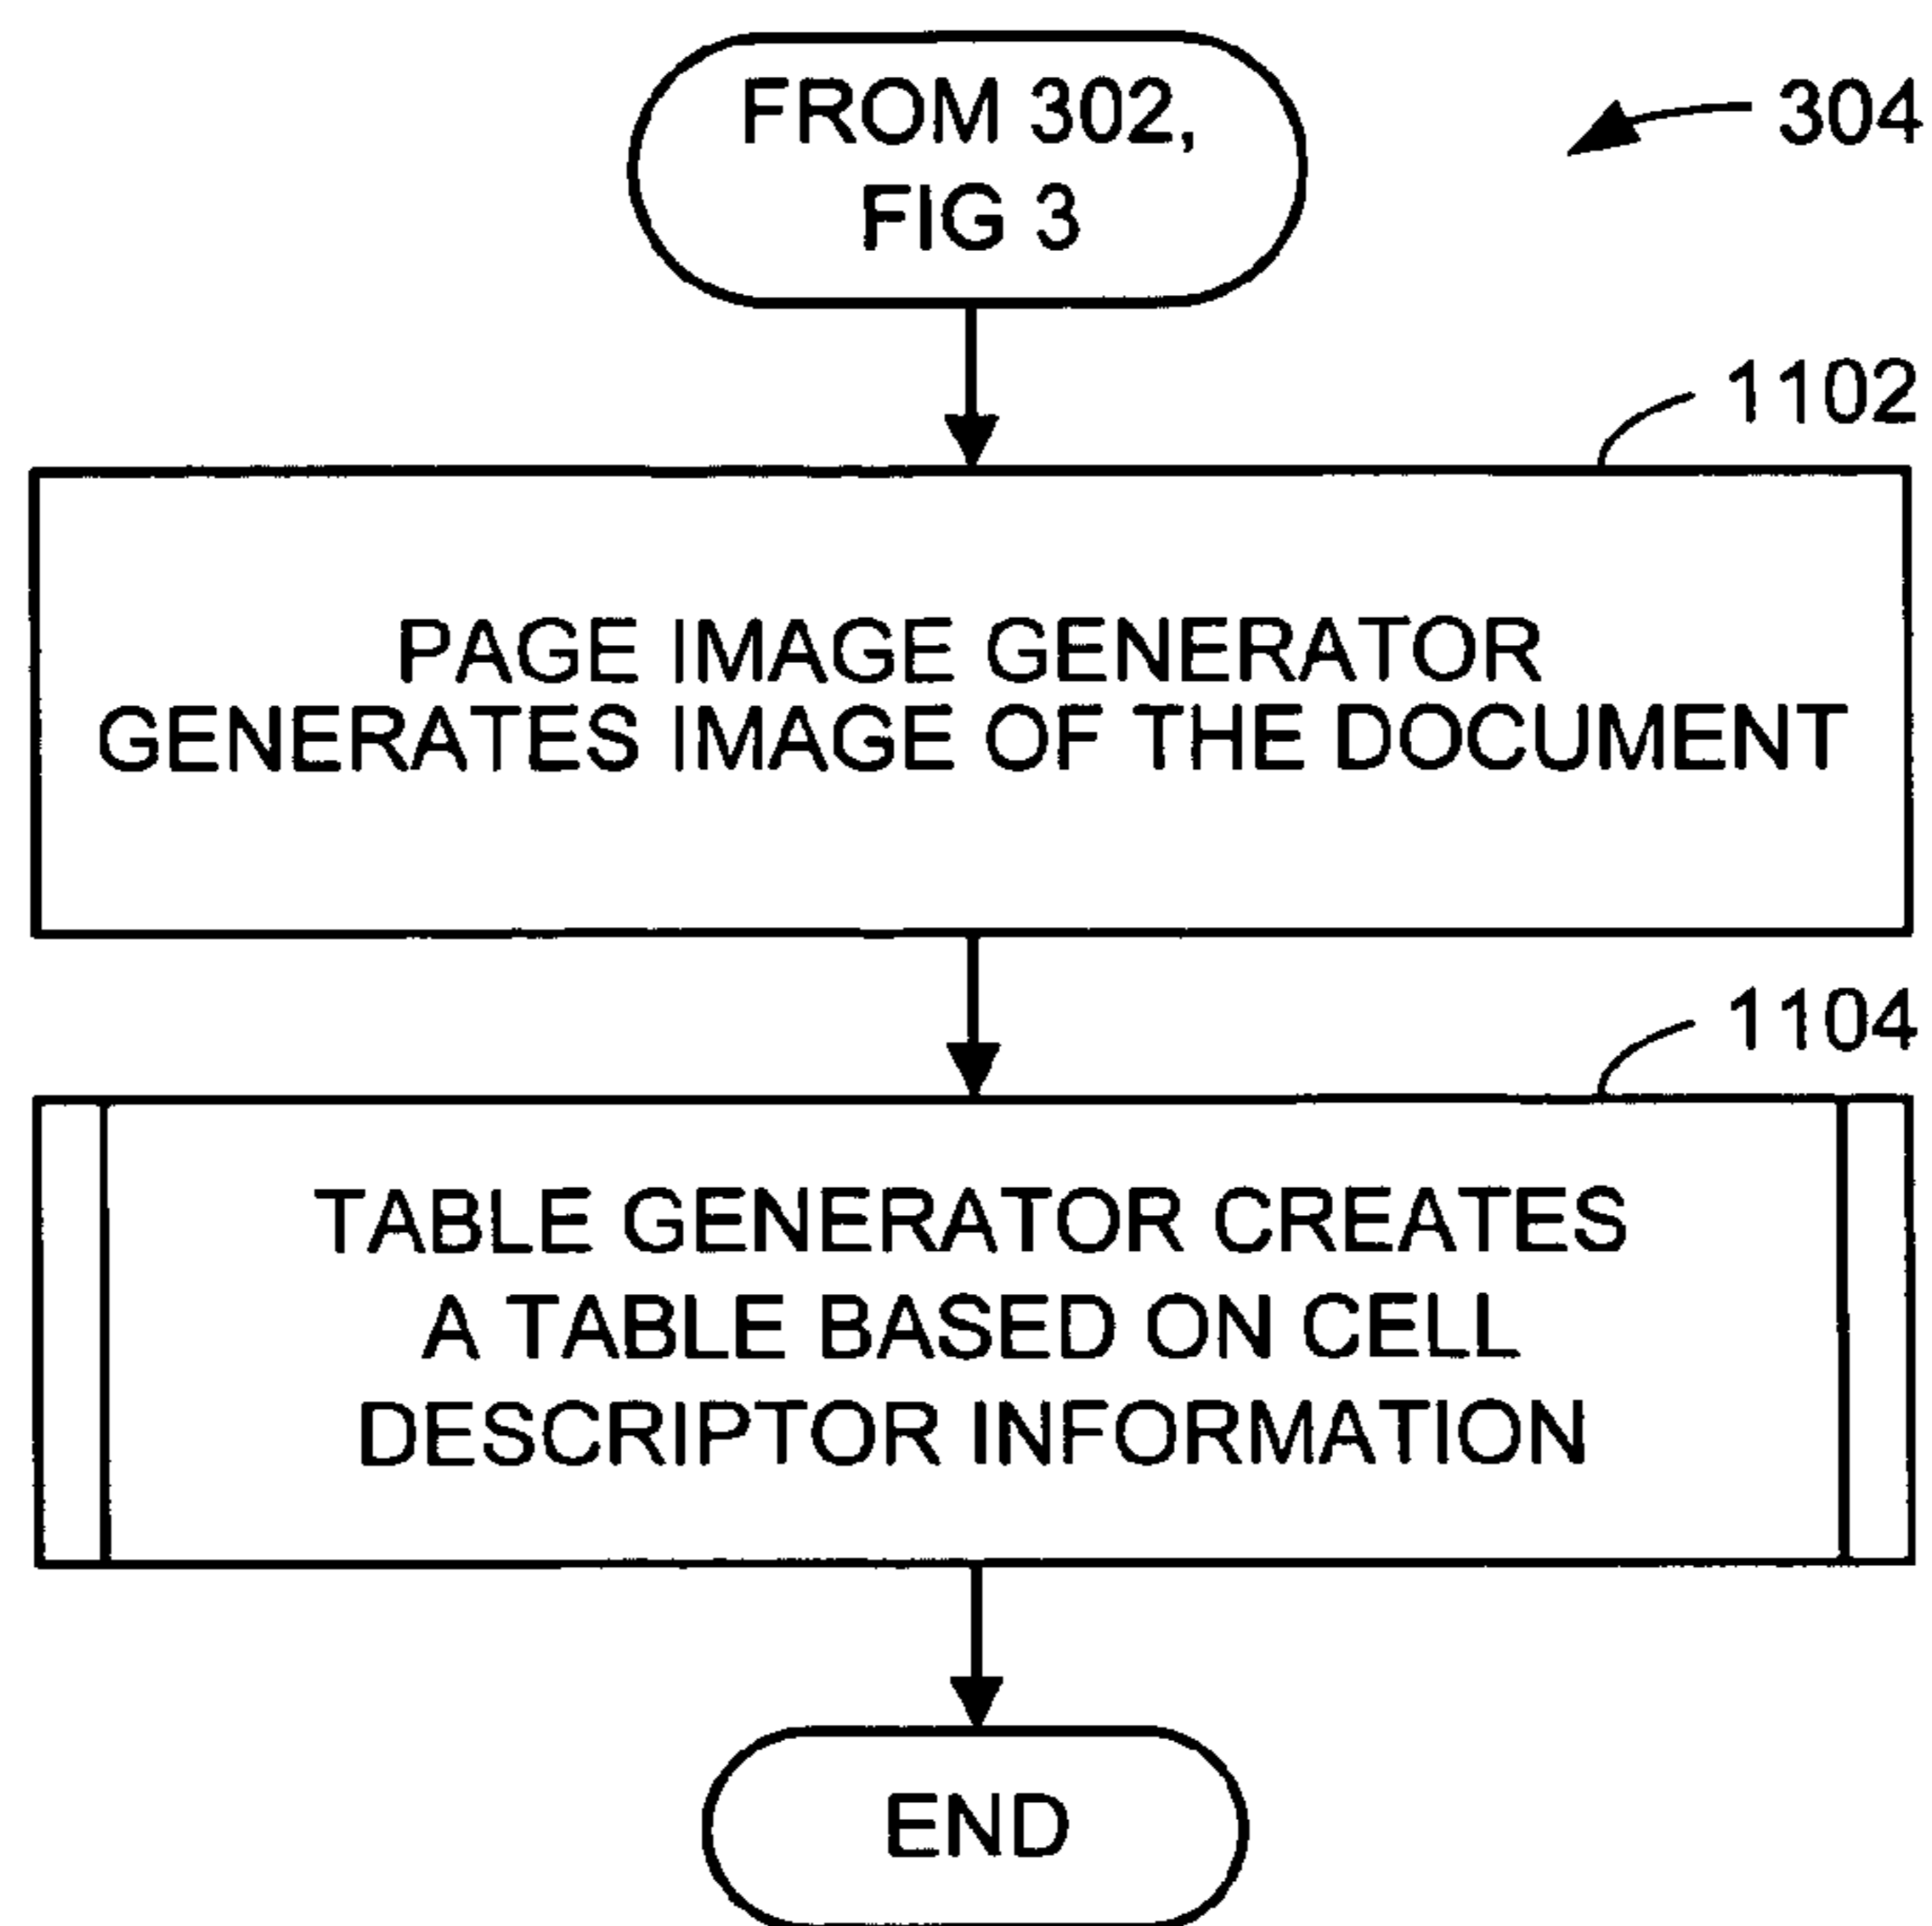 FROM 302,
FIG 3
304
1102
PAGE IMAGE GENERATOR
GENERATES IMAGE OF THE DOCUMENT
1104
TABLE GENERATOR CREATES
A TABLE BASED ON CELL
DESCRIPTOR INFORMATION
END